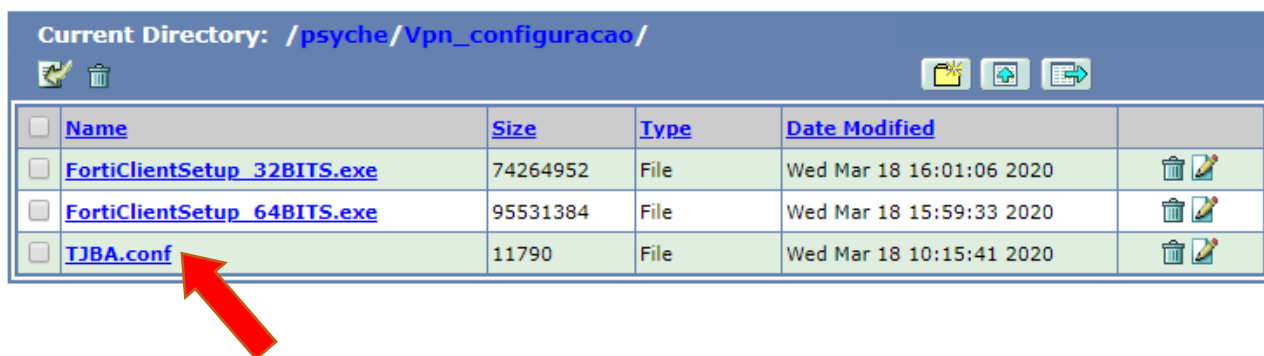 Current Directory: /psyche/Vpn_configuracao/
Name Size Type Date Modified
FortiClientSetup_32BITS.exe 74264952 File Wed Mar 18 16:01:06 2020
FortiClientSetup_64BITS.exe 95531384 File Wed Mar 18 15:59:33 2020
TJBA.conf 11790 File Wed Mar 18 10:15:41 2020